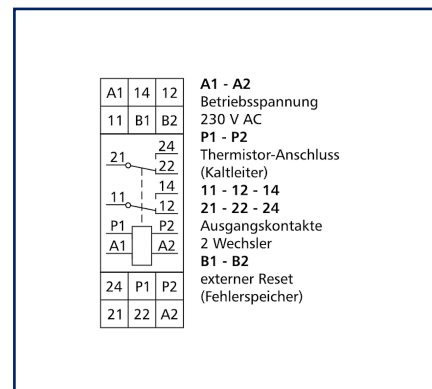 A1 14 12
11 B1 B2
24
21 22
14
11 12
P1 P2
A1 A2
24 P1 P2
21 22 A2
A1 - A2
Betriebsspannung
230 V AC
P1 - P2
Thermistor-Anschluss
(Kaltleiter)
11 - 12 - 14
21 - 22 - 24
Ausgangskontakte
2 Wechsler
B1 - B2
externer Reset
(Fehlerspeicher)